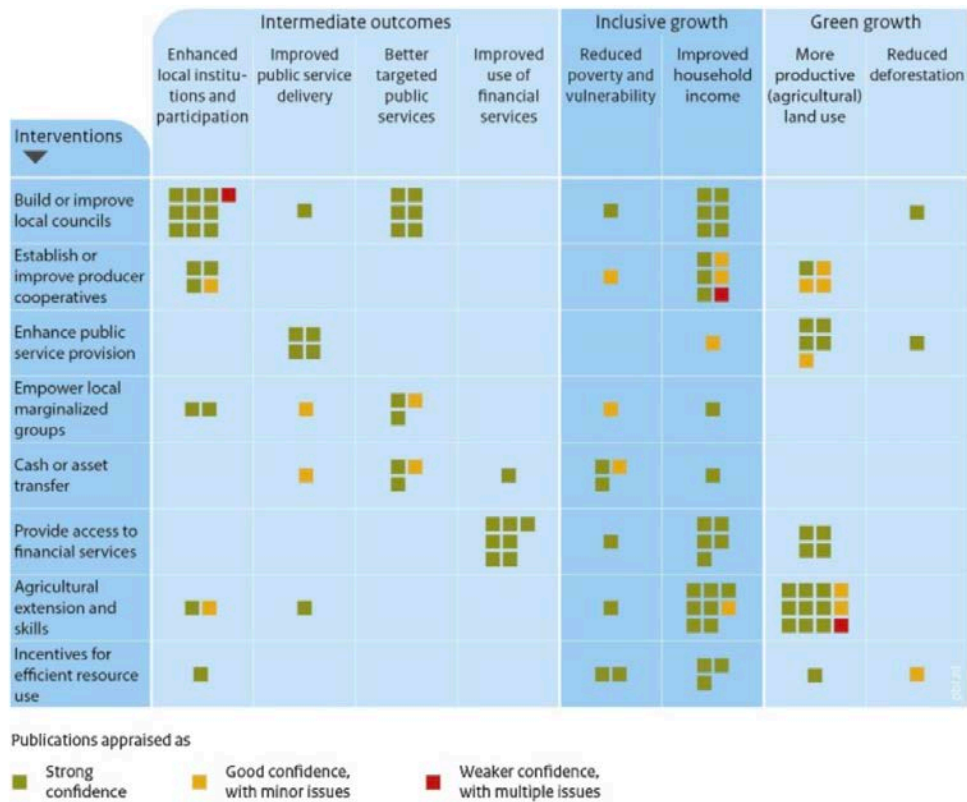 Intermediate outcomes
Inclusive growth
Green growth
Enhanced
local institu-
tions and
participation
Improved
public service
delivery
Better
targeted
public
services
Improved
use of
financial
services
Reduced
poverty and
vulnerability
Improved
household
income
More
productive
(agricultural)
land use
Reduced
deforestation
Interventions
Build or improve
local councils
Establish or
improve producer
cooperatives
Enhance public
service provision
Empower local
marginalized
groups
Cash or asset
transfer
Provide access to
financial services
Agricultural
extension and
skills
Incentives for
efficient resource
use
Publications appraised as
Strong
confidence
Good confidence,
with minor issues
Weaker confidence,
with multiple issues